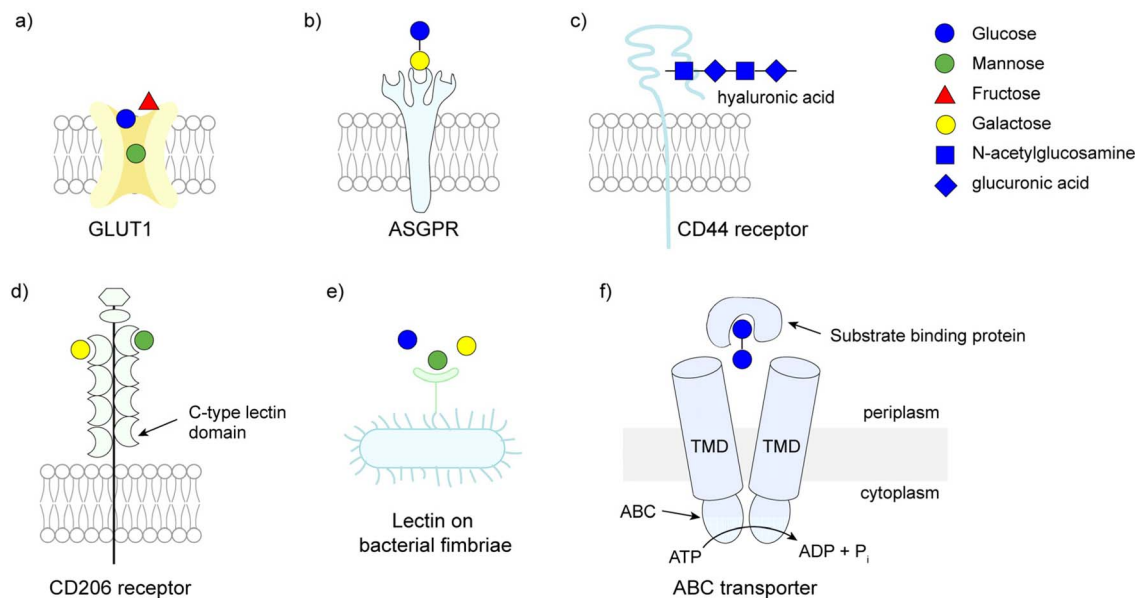 a)
GLUT1
b)
ASGPR
c)
hyaluronic acid
CD44 receptor
Glucose
Mannose
Fructose
Galactose
N-acetylglucosamine
glucuronic acid
d)
C-type lectin
domain
CD206 receptor
e)
Lectin on
bacterial fimbriae
f)
Substrate binding protein
periplasm
TMD
TMD
cytoplasm
ABC
ATP
ADP + Pi
ABC transporter